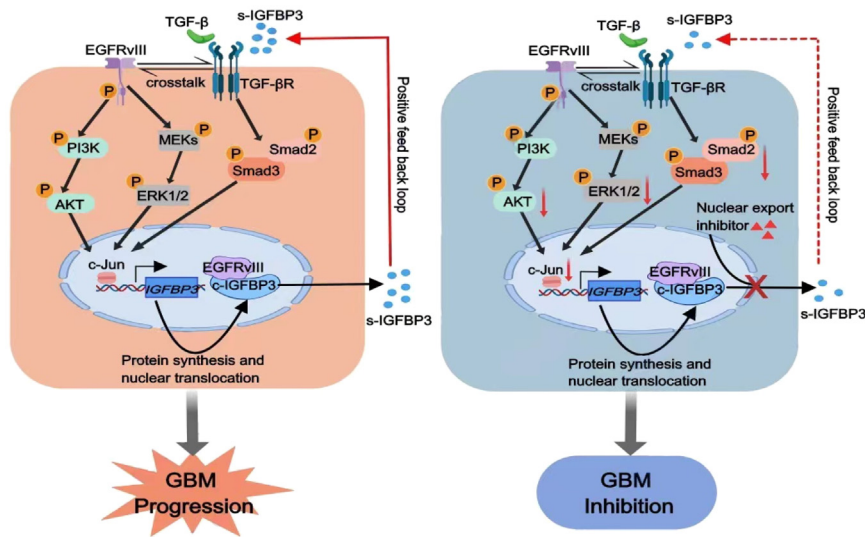 TGF-β
s-IGFBP3
EGFRvIII
crosstalk
TGF-βR
P
P
PI3K
P
MEKs
P
Smad2
P
Smad3
P
AKT
P
ERK1/2
c-Jun
EGFRvIII
IGFBP3
c-IGFBP3
s-IGFBP3
Protein synthesis and
nuclear translocation
Positive feed back loop
GBM
Progression
TGF-β
s-IGFBP3
EGFRvIII
crosstalk
TGF-βR
P
P
PI3K
P
MEKs
P
Smad2
P
Smad3
P
AKT
P
ERK1/2
Nuclear export
inhibitor
c-Jun
EGFRvIII
IGFBP3
c-IGFBP3
s-IGFBP3
Protein synthesis and
nuclear translocation
Positive feed back loop
GBM
Inhibition